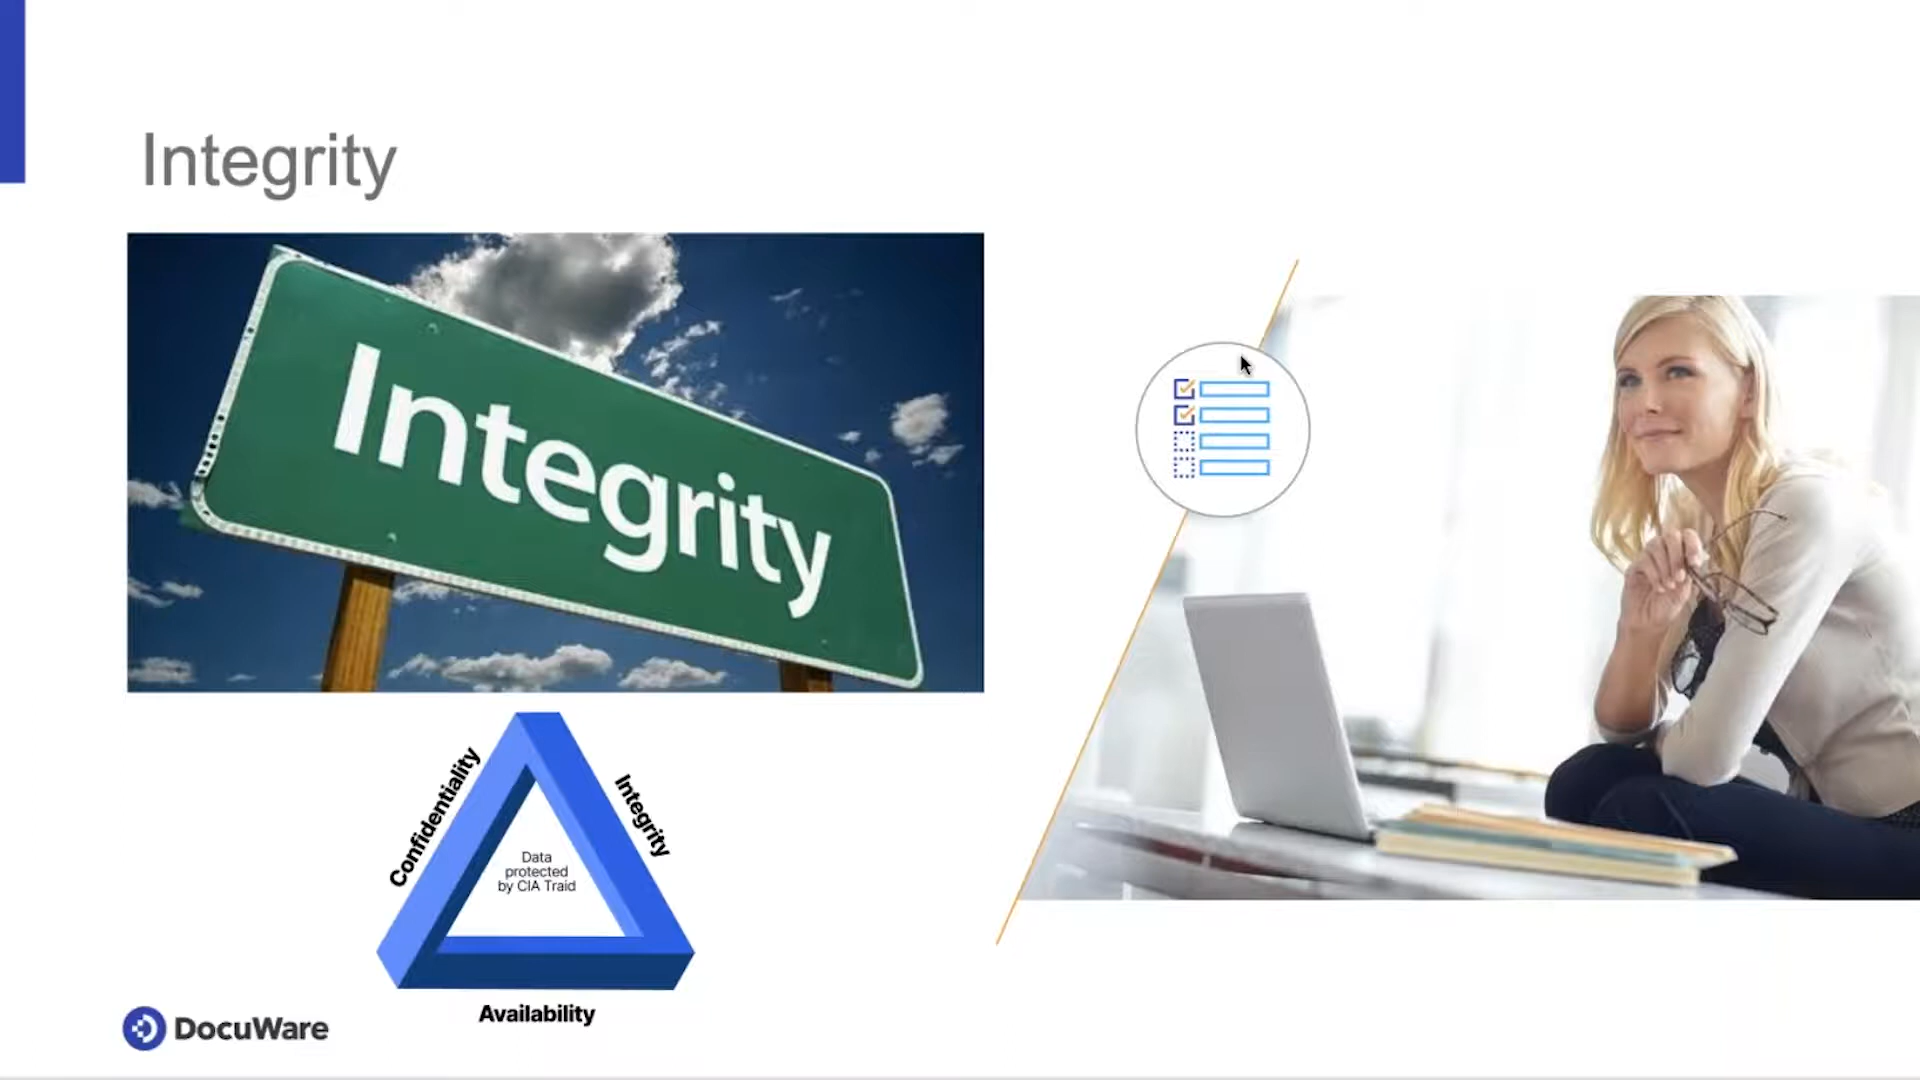 Integrity
Integrity
Confidentiality
Integrity
Data
protected
by CIA Traid
Availability
DocuWare